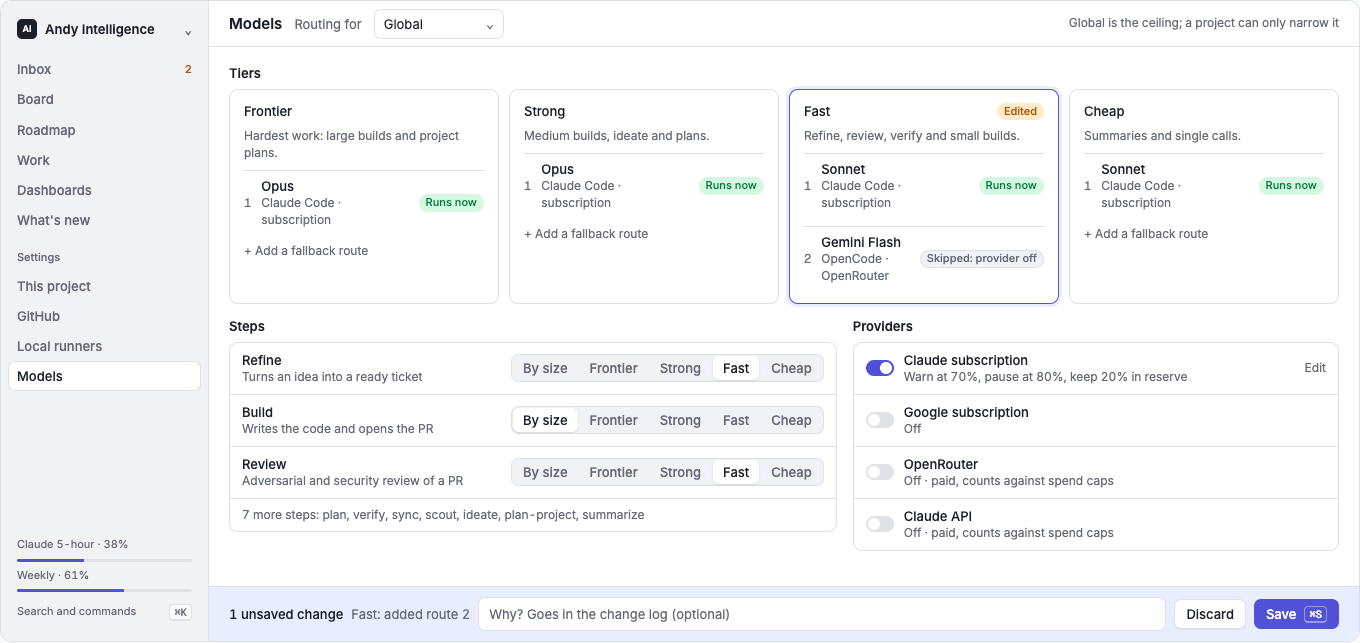 AI Andy Intelligence
Inbox 2
Board
Roadmap
Work
Dashboards
What's new
Settings
This project
GitHub
Local runners
Models
Claude 5-hour · 38%
Weekly · 61%
Search and commands ⌘K
Models Routing for Global
Global is the ceiling; a project can only narrow it
Tiers
Frontier
Hardest work: large builds and project
plans.
Opus
1 Claude Code ·
subscription
Runs now
+ Add a fallback route
Strong
Medium builds, ideate and plans.
Opus
1 Claude Code ·
subscription
Runs now
+ Add a fallback route
Fast Edited
Refine, review, verify and small builds.
Sonnet
1 Claude Code ·
subscription
Runs now
Gemini Flash
2 OpenCode ·
OpenRouter
Skipped: provider off
Cheap
Summaries and single calls.
Sonnet
1 Claude Code ·
subscription
Runs now
+ Add a fallback route
Steps
Refine
Turns an idea into a ready ticket
By size Frontier Strong Fast Cheap
Build
Writes the code and opens the PR
By size Frontier Strong Fast Cheap
Review
Adversarial and security review of a PR
By size Frontier Strong Fast Cheap
7 more steps: plan, verify, sync, scout, ideate, plan-project, summarize
Providers
Claude subscription
Warn at 70%, pause at 80%, keep 20% in reserve
Edit
Google subscription
Off
OpenRouter
Off · paid, counts against spend caps
Claude API
Off · paid, counts against spend caps
1 unsaved change Fast: added route 2
Why? Goes in the change log (optional)
Discard
Save ⌘S